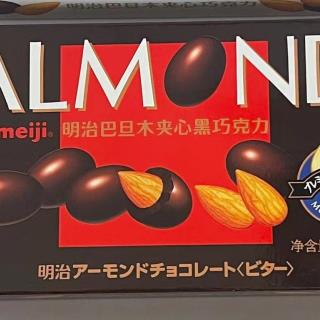 ALMOND
meiji® 明治巴旦木夹心黑巧克力
净含量
明治アーモンドチョコレート〈ビター〉